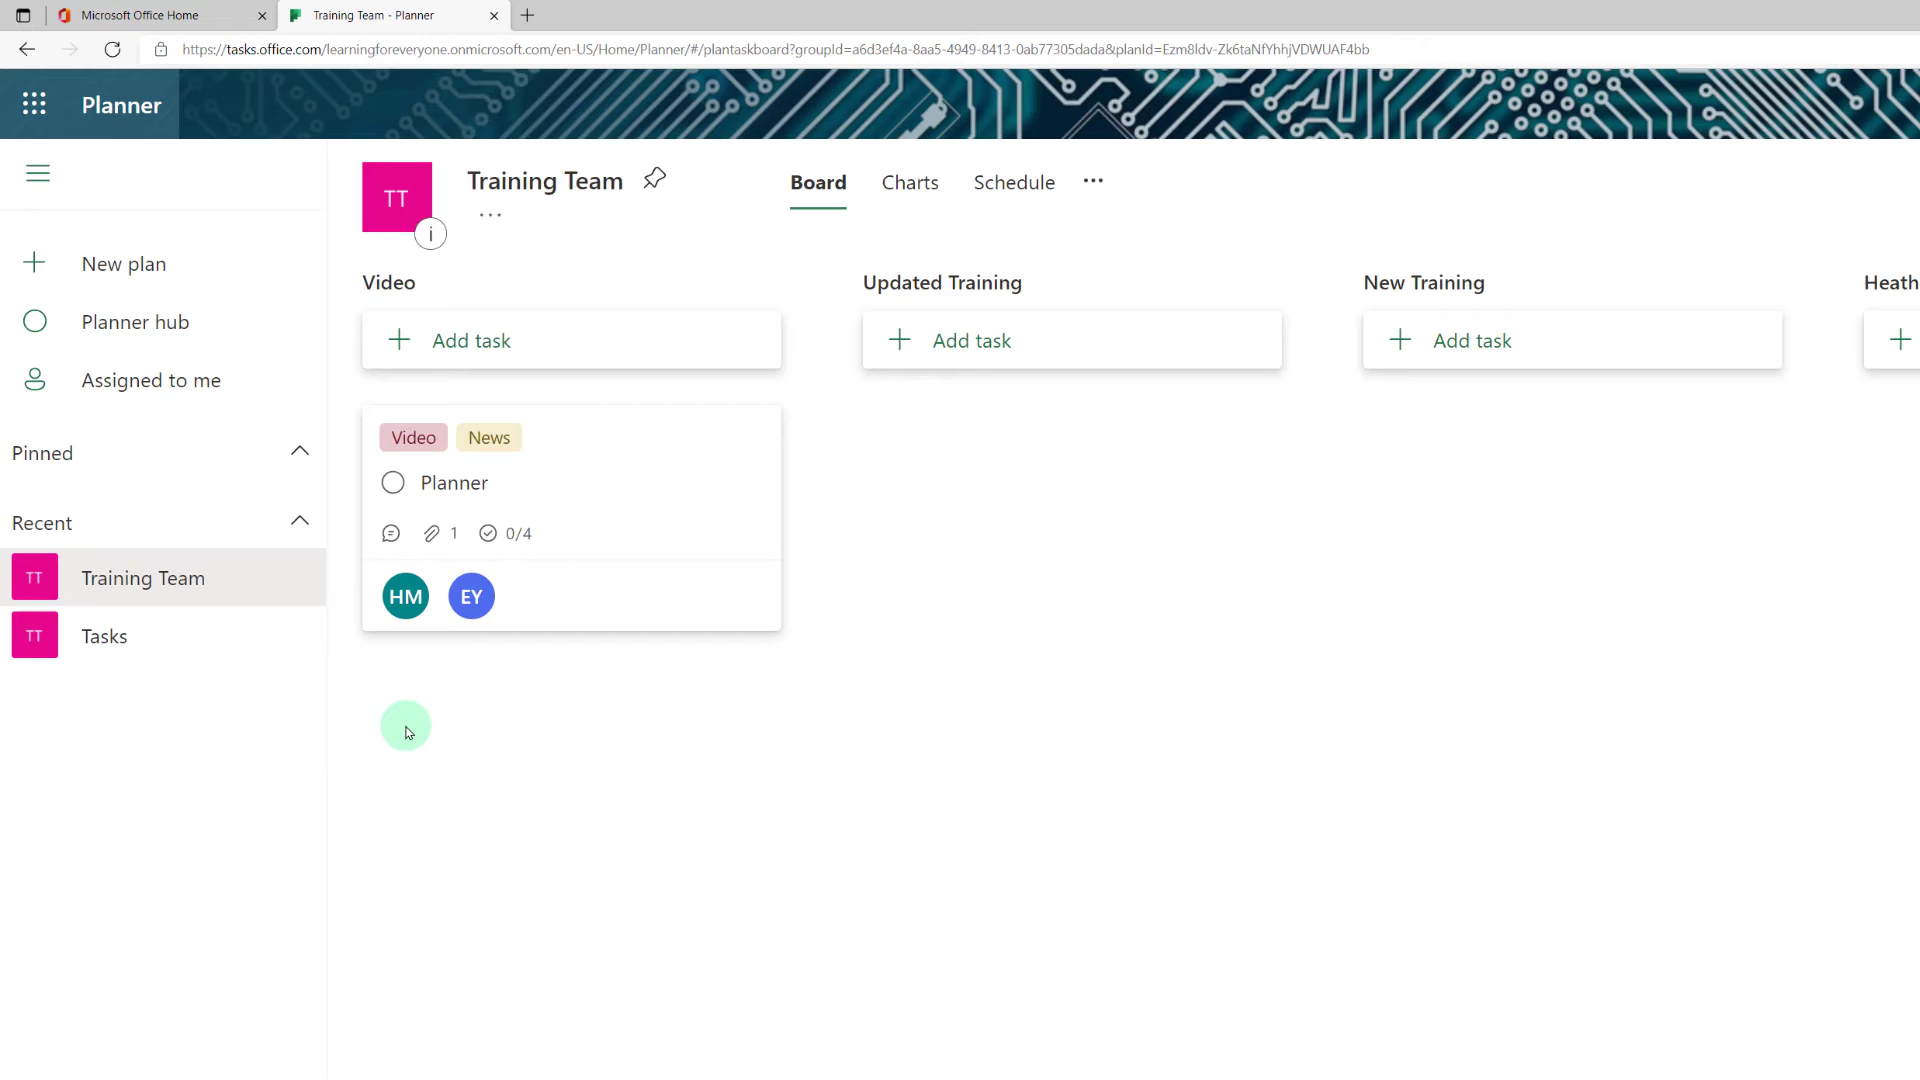 Microsoft Office Home
Training Team - Planner
https://tasks.office.com/learningforeveryone.onmicrosoft.com/en-US/Home/Planner/#/plantaskboard?groupId=a6d3ef4a-8aa5-4949-8413-0ab77305dada&planId=Ezm8ldv-Zk6taNfYhhjVDWUAF4bb
Planner
TT
i
Training Team
Board
Charts
Schedule
New plan
Planner hub
Assigned to me
Pinned
Recent
TT Training Team
TT Tasks
Video
Updated Training
New Training
Heath
Add task
Add task
Add task
Video News
Planner
1 0/4
HM EY